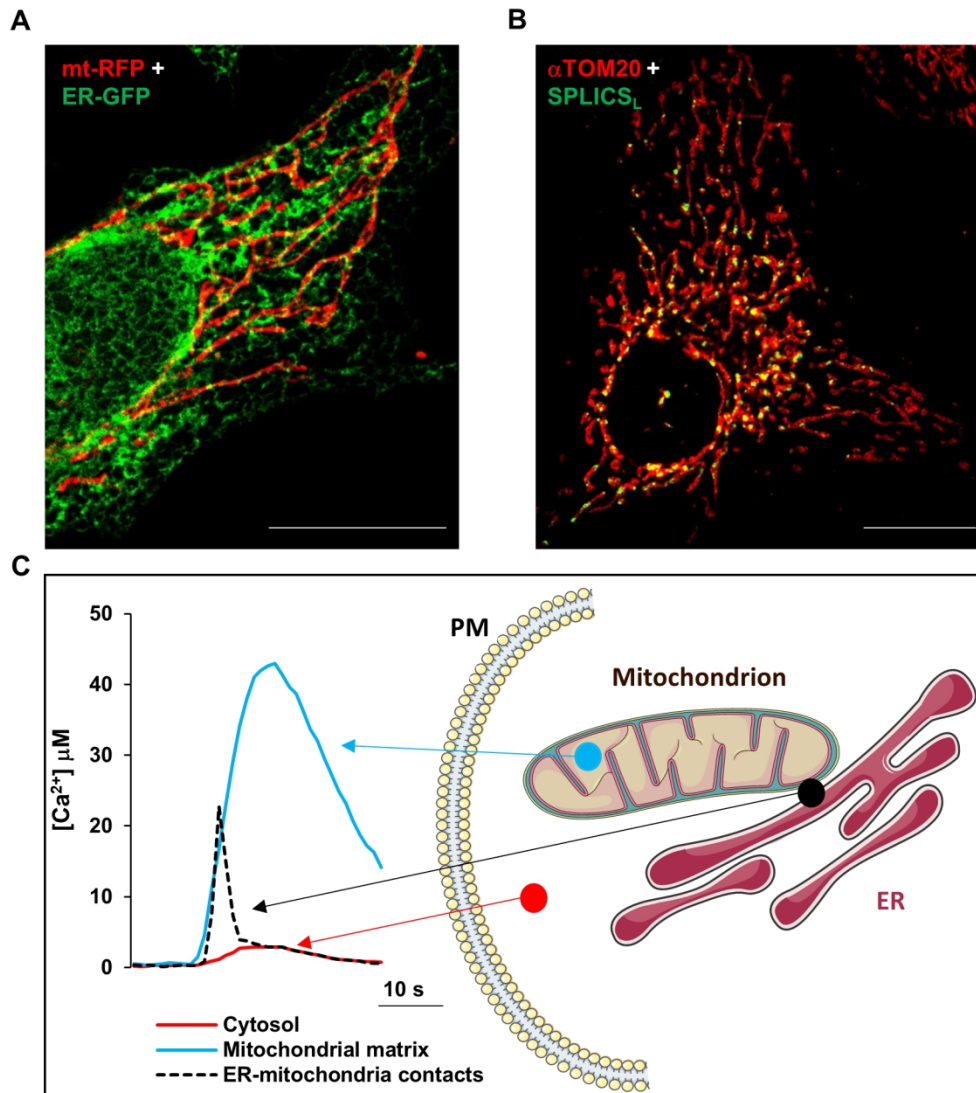 A
mt-RFP +
ER-GFP
B
αTOM20 +
SPLICSL
C
[Ca2+] μM
50
40
30
20
10
0
10 s
Cytosol
Mitochondrial matrix
ER-mitochondria contacts
PM
Mitochondrion
ER